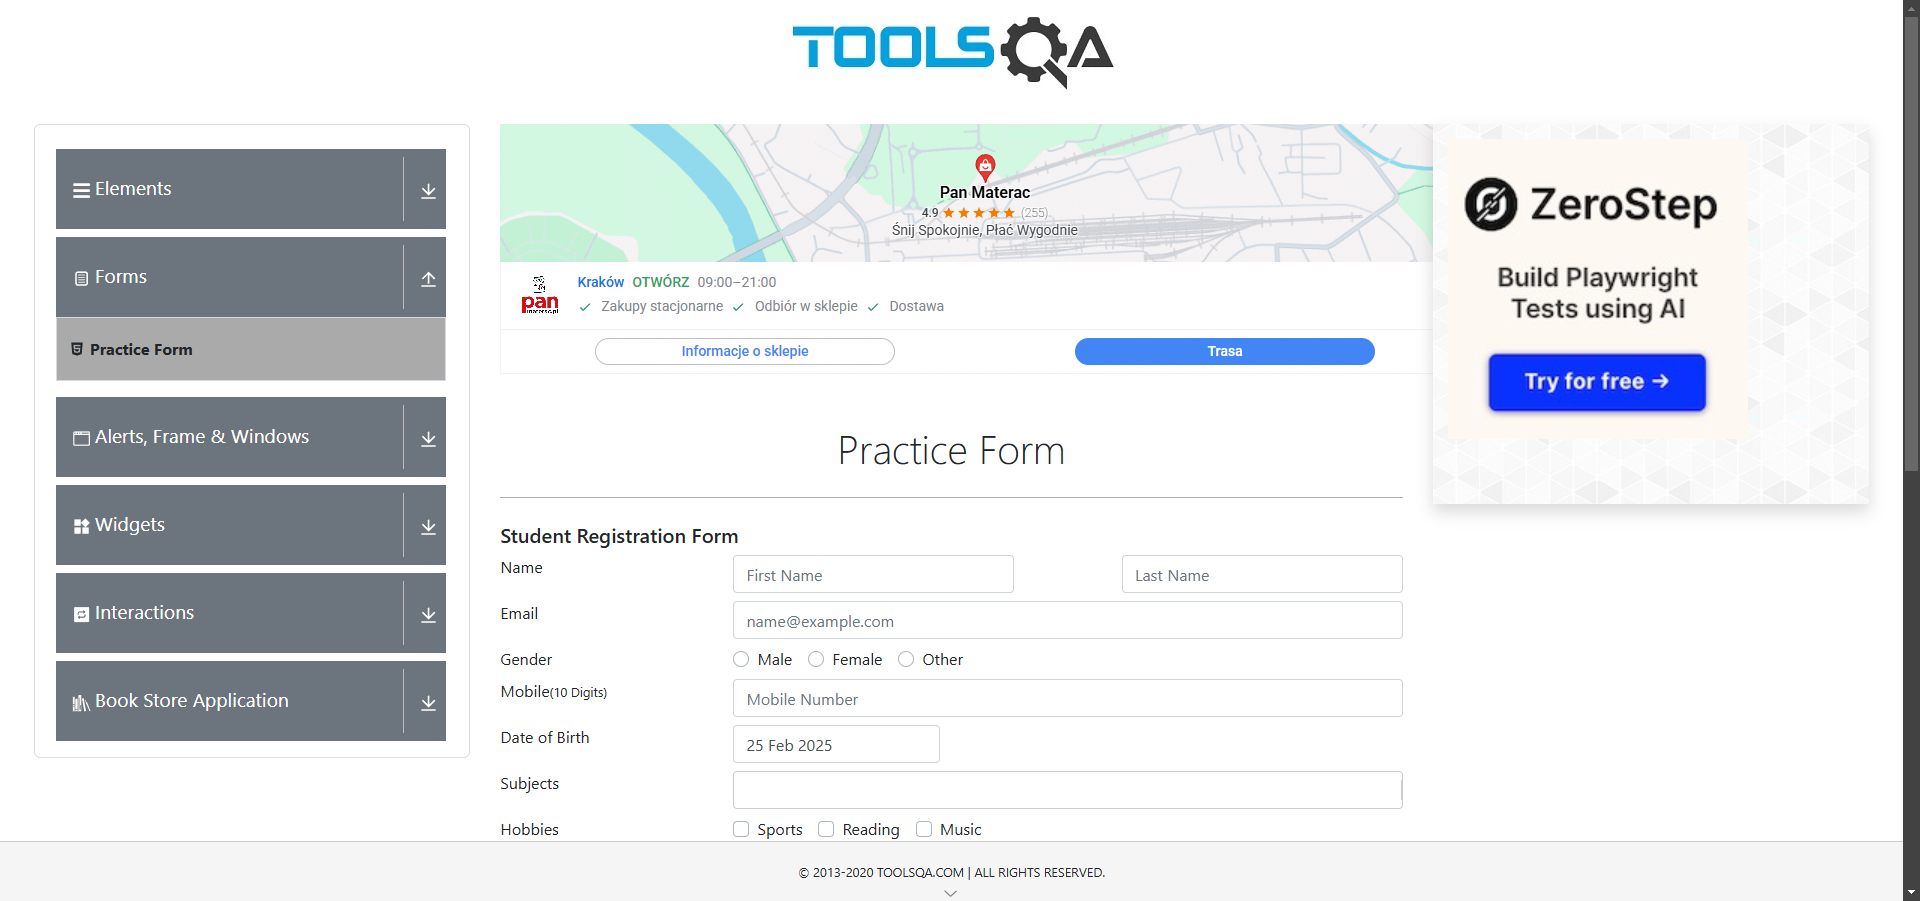 TOOLSQA
Elements
Forms
Practice Form
Alerts, Frame & Windows
Widgets
Interactions
Book Store Application
Pan Materac
4.9 (255)
Śnij Spokojnie, Płać Wygodnie
pan
Kraków OTWÓRZ 09:00–21:00
Zakupy stacjonarne Odbiór w sklepie Dostawa
Informacje o sklepie
Trasa
ZeroStep
Build Playwright
Tests using AI
Try for free →
Practice Form
Student Registration Form
Name First Name Last Name
Email name@example.com
Gender Male Female Other
Mobile(10 Digits) Mobile Number
Date of Birth 25 Feb 2025
Subjects
Hobbies Sports Reading Music
© 2013-2020 TOOLSQA.COM | ALL RIGHTS RESERVED.